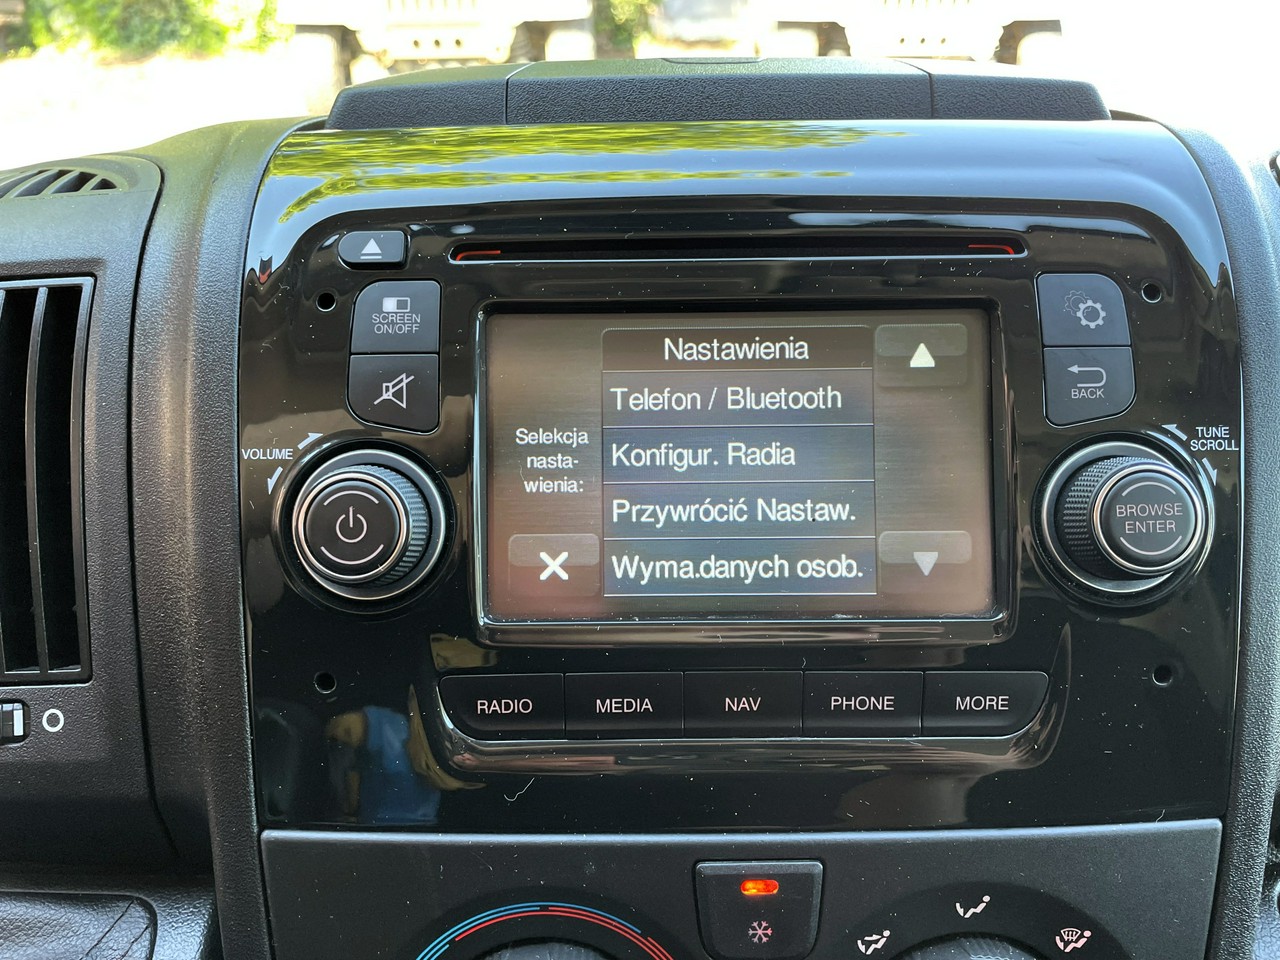 SCREEN
ON/OFF
VOLUME
BACK
TUNE
SCROLL
BROWSE
ENTER
Nastawienia
Selekcja
nasta-
wienia:
Telefon / Bluetooth
Konfigur. Radia
Przywrócić Nastaw.
Wyma.danych osob.
RADIO
MEDIA
NAV
PHONE
MORE